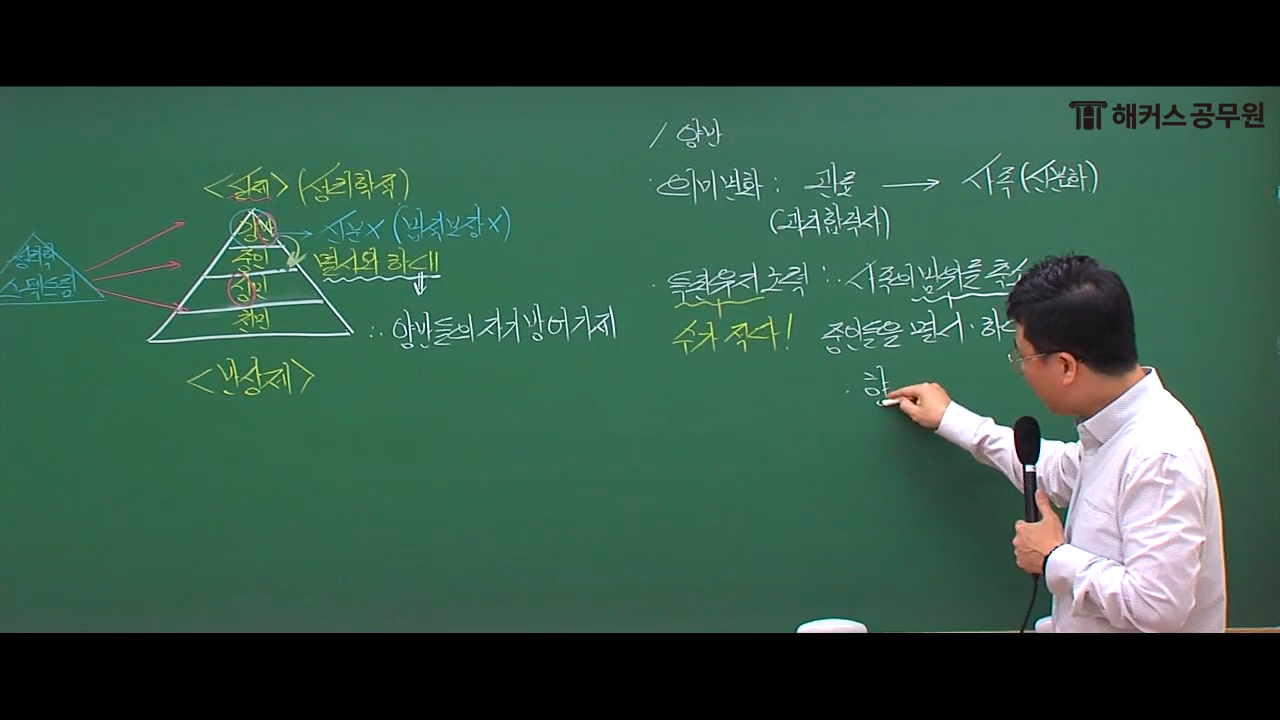 해커스공무원
<실제> (성리학적)
양반 → 신분X (법적보장X)
중인 멸시와 하대!!
상민
천민
∴ 양반들의 자기방어기제
<반상제>
성리학
스펙트럼
1. 양반
· 의미변화 : 관료 → 사족(신분화)
(과거합격자)
· 특권유지노력 : · 사족의 범위를 축소
수가 적다! 중인들을 멸시·하대
· 한